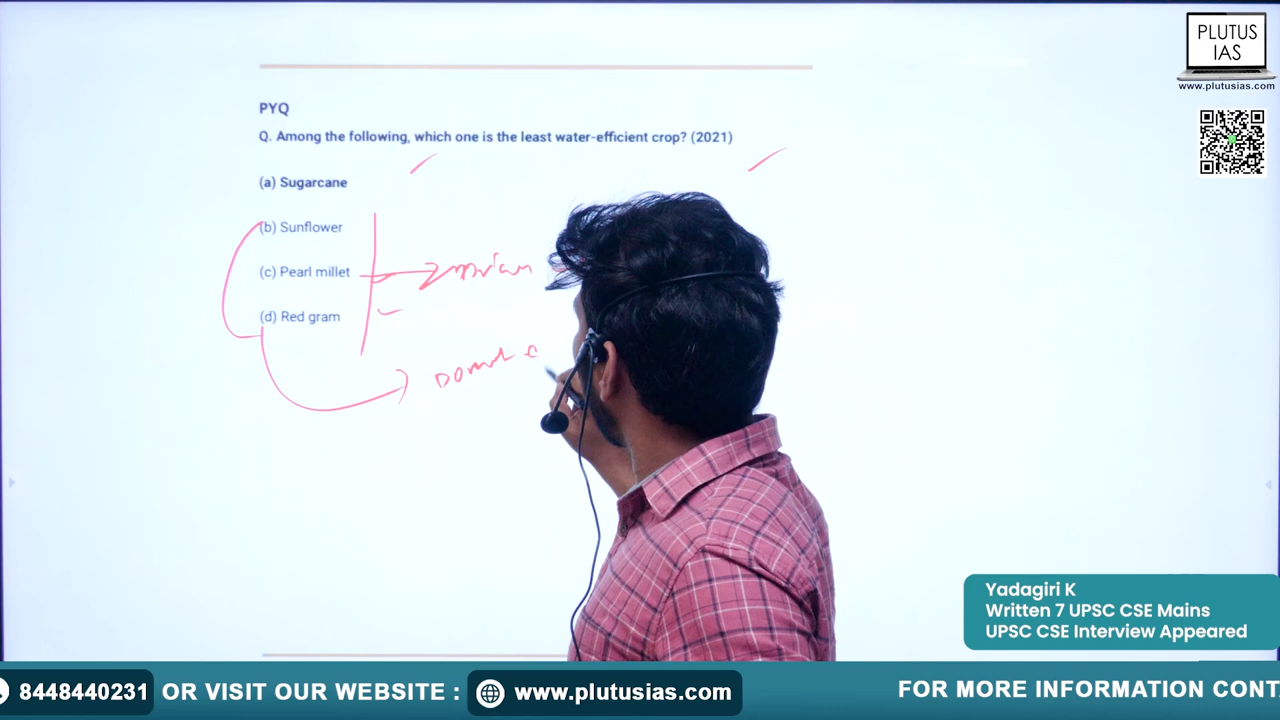 PLUTUS
IAS
www.plutusias.com
PYQ
Q. Among the following, which one is the least water-efficient crop? (2021)
(a) Sugarcane
(b) Sunflower
(c) Pearl millet
(d) Red gram
Yadagiri K
Written 7 UPSC CSE Mains
UPSC CSE Interview Appeared
8448440231 OR VISIT OUR WEBSITE : www.plutusias.com FOR MORE INFORMATION CONT